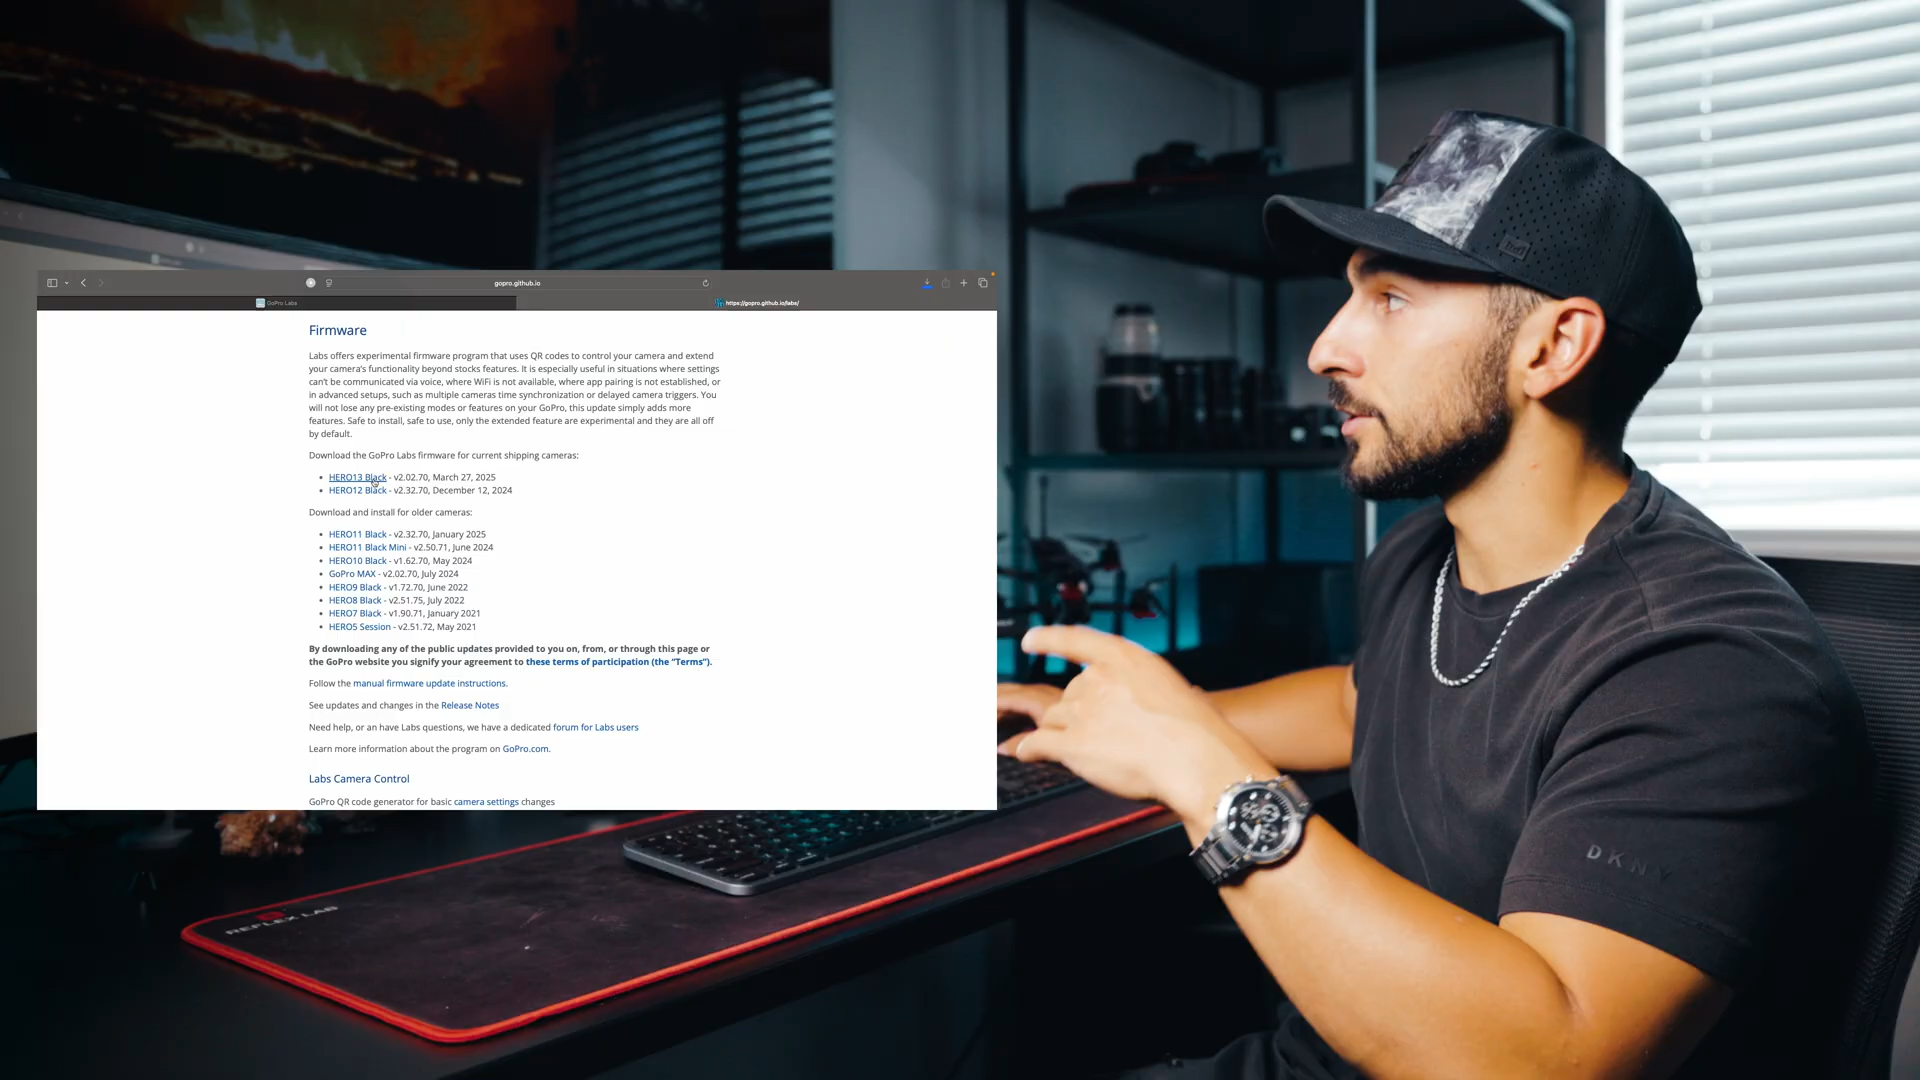 gopro.github.io
GoPro Labs
https://gopro.github.io/labs/
Firmware
Labs offers experimental firmware program that uses QR codes to control your camera and extend
your camera's functionality beyond stocks features. It is especially useful in situations where settings
can't be communicated via voice, where WiFi is not available, where app pairing is not established, or
in advanced setups, such as multiple cameras time synchronization or delayed camera triggers. You
will not lose any pre-existing modes or features on your GoPro, this update simply adds more
features. Safe to install, safe to use, only the extended feature are experimental and they are all off
by default.
Download the GoPro Labs firmware for current shipping cameras:
• HERO13 Black - v2.02.70, March 27, 2025
• HERO12 Black - v2.32.70, December 12, 2024
Download and install for older cameras:
• HERO11 Black - v2.32.70, January 2025
• HERO11 Black Mini - v2.50.71, June 2024
• HERO10 Black - v1.62.70, May 2024
• GoPro MAX - v2.02.70, July 2024
• HERO9 Black - v1.72.70, June 2022
• HERO8 Black - v2.51.75, July 2022
• HERO7 Black - v1.90.71, January 2021
• HERO5 Session - v2.51.72, May 2021
By downloading any of the public updates provided to you on, from, or through this page or
the GoPro website you signify your agreement to these terms of participation (the “Terms”).
Follow the manual firmware update instructions.
See updates and changes in the Release Notes
Need help, or an have Labs questions, we have a dedicated forum for Labs users
Learn more information about the program on GoPro.com.
Labs Camera Control
GoPro QR code generator for basic camera settings changes
DKNY
REFLEX LAB